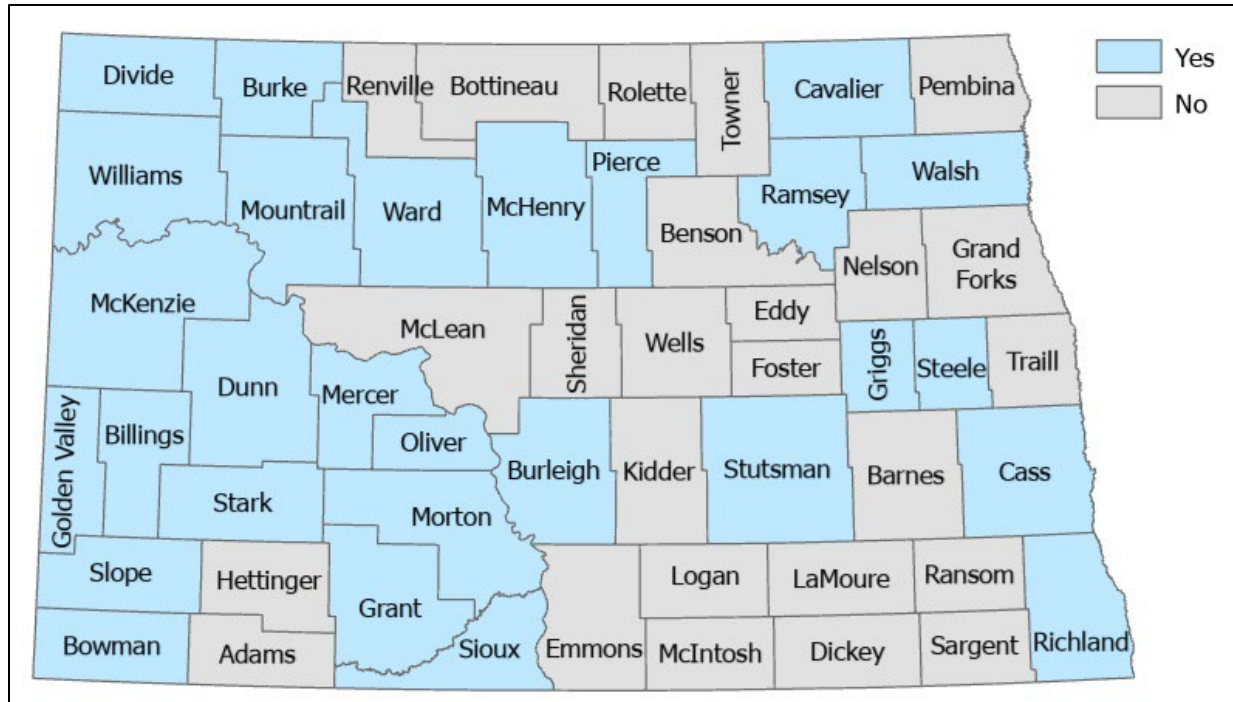 Divide
Burke
Renville
Bottineau
Rolette
Towner
Cavalier
Pembina
Yes
No
Williams
Mountrail
Ward
McHenry
Pierce
Ramsey
Walsh
Benson
Nelson
Grand
Forks
McKenzie
McLean
Sheridan
Wells
Eddy
Foster
Griggs
Steele
Traill
Dunn
Mercer
Oliver
Golden Valley
Billings
Stark
Morton
Burleigh
Kidder
Stutsman
Barnes
Cass
Slope
Hettinger
Grant
Logan
LaMoure
Ransom
Bowman
Adams
Sioux
Emmons
McIntosh
Dickey
Sargent
Richland